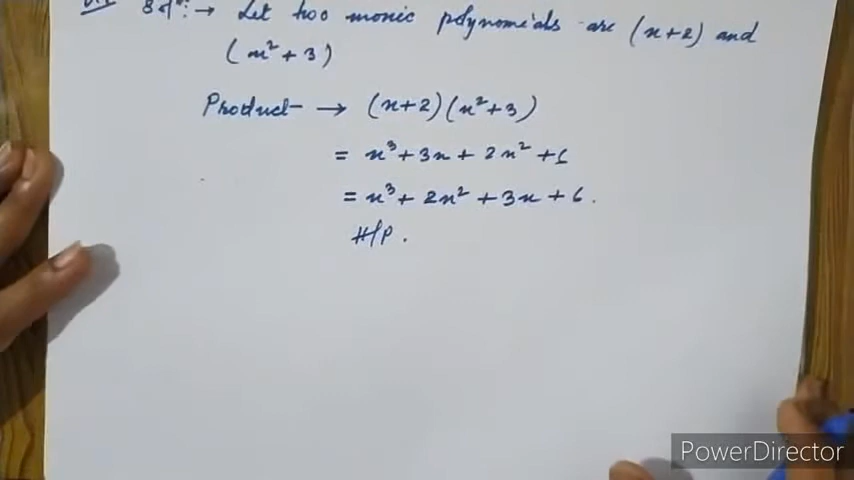 Solⁿ: → Let two monic polynomials are (x+2) and
(x² + 3)
Product → (x+2)(x²+3)
= x³ + 3x + 2x² + 6
= x³ + 2x² + 3x + 6.
H/P.
PowerDirector